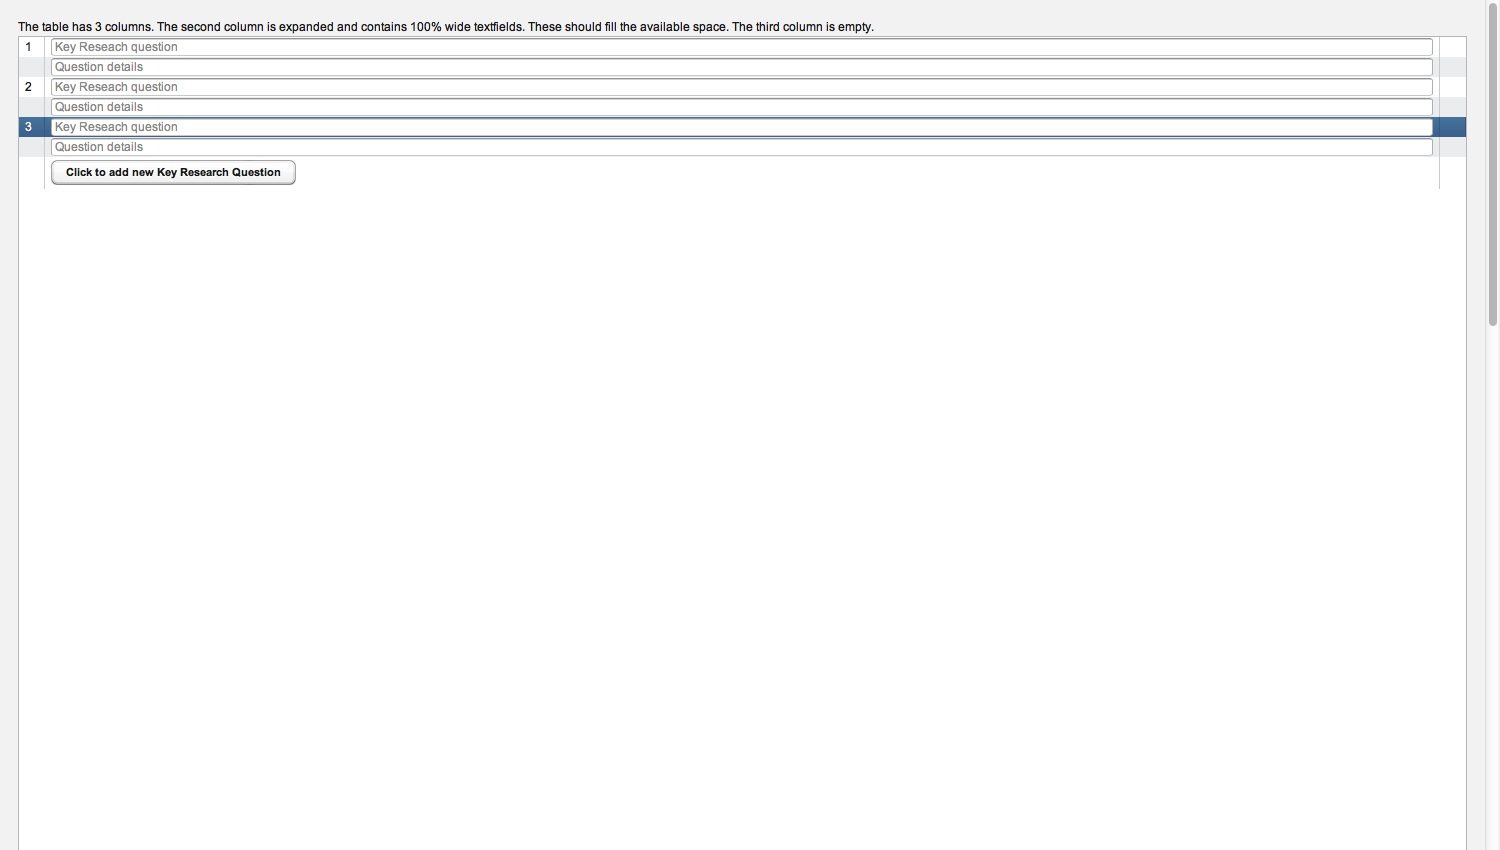 The table has 3 columns. The second column is expanded and contains 100% wide textfields. These should fill the available space. The third column is empty.
1 Key Reseach question
Question details
2 Key Reseach question
Question details
3 Key Reseach question
Question details
Click to add new Key Research Question